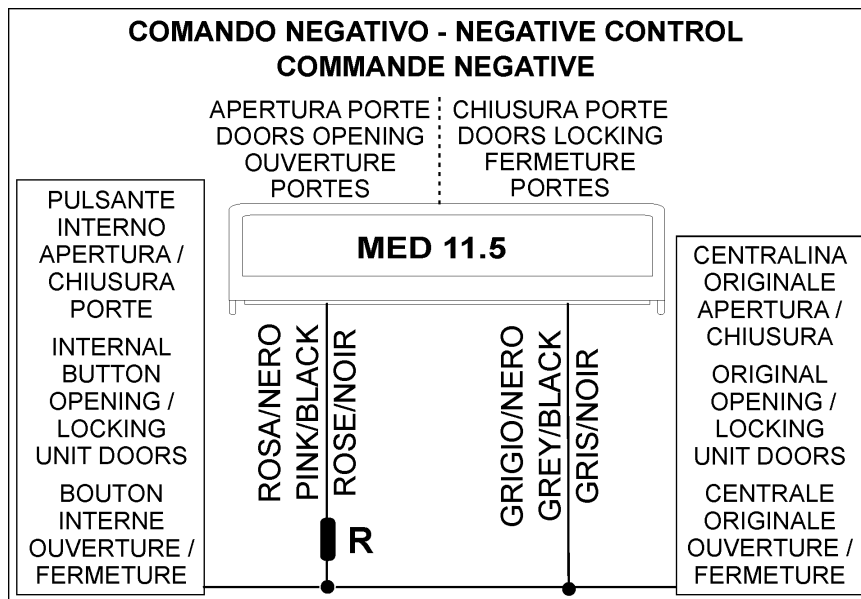 COMANDO NEGATIVO - NEGATIVE CONTROL
COMMANDE NEGATIVE
APERTURA PORTE
DOORS OPENING
OUVERTURE
PORTES
CHIUSURA PORTE
DOORS LOCKING
FERMETURE
PORTES
PULSANTE
INTERNO
APERTURA /
CHIUSURA
PORTE
INTERNAL
BUTTON
OPENING /
LOCKING
UNIT DOORS
BOUTON
INTERNE
OUVERTURE /
FERMETURE
MED 11.5
ROSA/NERO
PINK/BLACK
ROSE/NOIR
R
GRIGIO/NERO
GREY/BLACK
GRIS/NOIR
CENTRALINA
ORIGINALE
APERTURA /
CHIUSURA
ORIGINAL
OPENING /
LOCKING
UNIT DOORS
CENTRALE
ORIGINALE
OUVERTURE /
FERMETURE